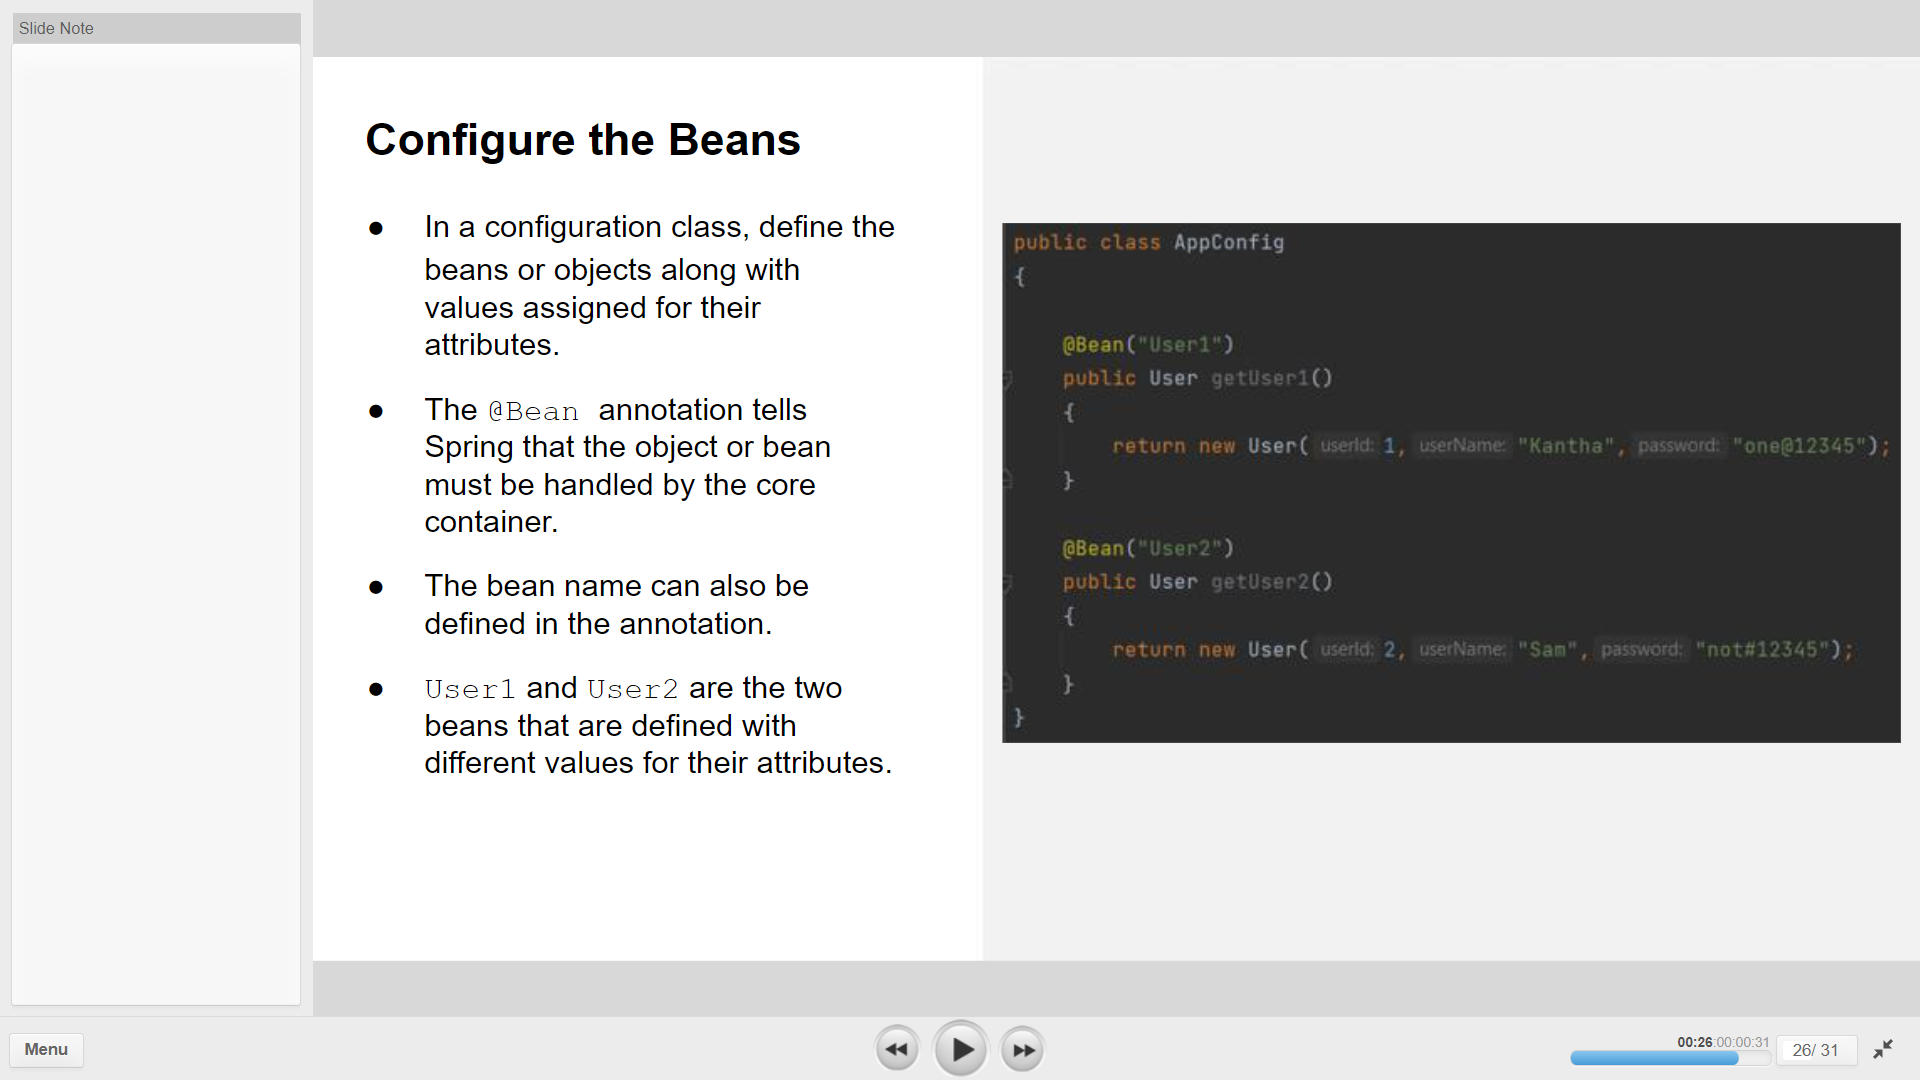 Slide Note
Configure the Beans
● In a configuration class, define the
beans or objects along with
values assigned for their
attributes.
● The @Bean annotation tells
Spring that the object or bean
must be handled by the core
container.
● The bean name can also be
defined in the annotation.
● User1 and User2 are the two
beans that are defined with
different values for their attributes.
public class AppConfig
{
@Bean("User1")
public User getUser1()
{
return new User( userId: 1, userName: "Kantha", password: "one@12345");
}
@Bean("User2")
public User getUser2()
{
return new User( userId: 2, userName: "Sam", password: "not#12345");
}
}
Menu
00:26:00:00:31
26/ 31